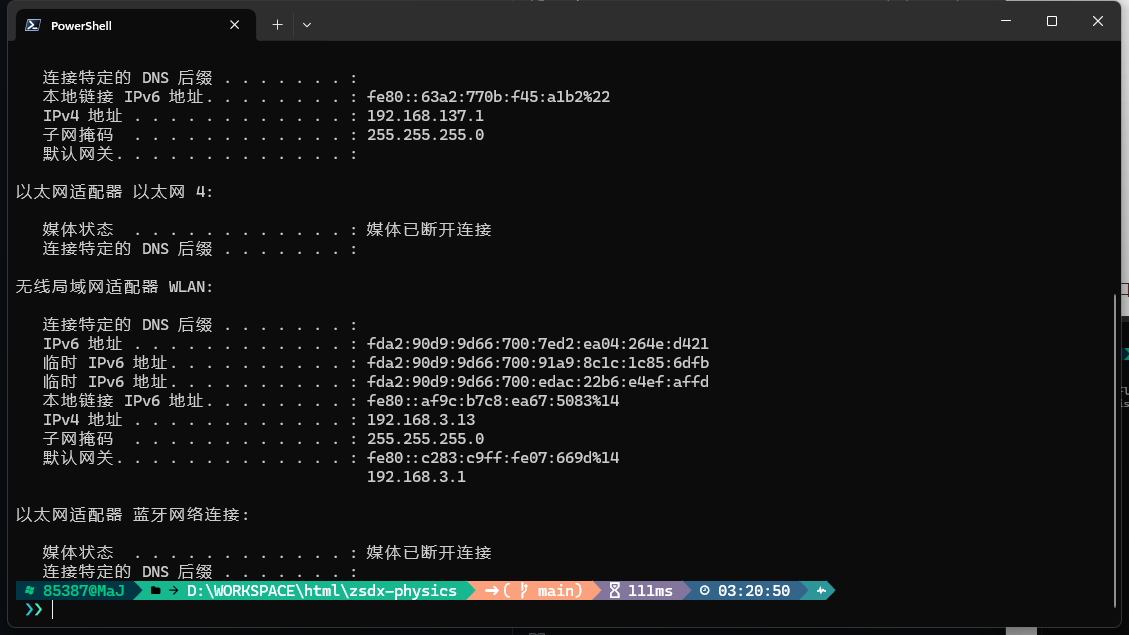 PowerShell
连接特定的 DNS 后缀 . . . . . . . :
本地链接 IPv6 地址. . . . . . . . : fe80::63a2:770b:f45:a1b2%22
IPv4 地址 . . . . . . . . . . . . : 192.168.137.1
子网掩码  . . . . . . . . . . . . : 255.255.255.0
默认网关. . . . . . . . . . . . . :
以太网适配器 以太网 4:
媒体状态  . . . . . . . . . . . . : 媒体已断开连接
连接特定的 DNS 后缀 . . . . . . . :
无线局域网适配器 WLAN:
连接特定的 DNS 后缀 . . . . . . . :
IPv6 地址 . . . . . . . . . . . . : fda2:90d9:9d66:700:7ed2:ea04:264e:d421
临时 IPv6 地址. . . . . . . . . . : fda2:90d9:9d66:700:91a9:8c1c:1c85:6dfb
临时 IPv6 地址. . . . . . . . . . : fda2:90d9:9d66:700:edac:22b6:e4ef:affd
本地链接 IPv6 地址. . . . . . . . : fe80::af9c:b7c8:ea67:5083%14
IPv4 地址 . . . . . . . . . . . . : 192.168.3.13
子网掩码  . . . . . . . . . . . . : 255.255.255.0
默认网关. . . . . . . . . . . . . : fe80::c283:c9ff:fe07:669d%14
192.168.3.1
以太网适配器 蓝牙网络连接:
媒体状态  . . . . . . . . . . . . : 媒体已断开连接
连接特定的 DNS 后缀 . . . . . . . :
85387@MaJ → D:\WORKSPACE\html\zsdx-physics →( main) 111ms 03:20:50